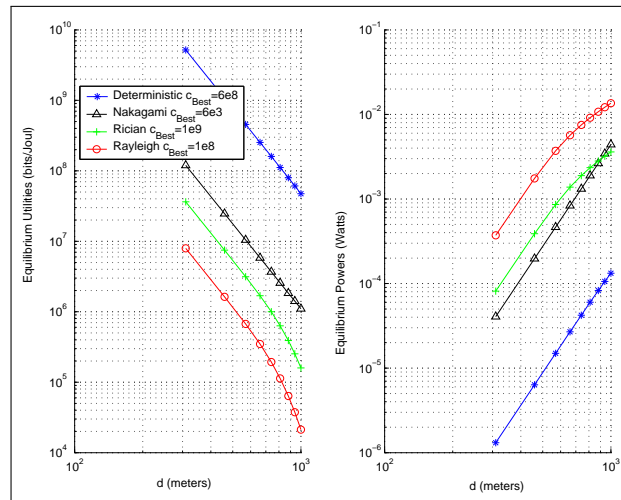 10^10
10^9
10^8
10^7
10^6
10^5
10^4
Equilibrium Utilities (bits/Joul)
Deterministic c_Best=6e8
Nakagami c_Best=6e3
Rician c_Best=1e9
Rayleigh c_Best=1e8
10^2
10^3
d (meters)
10^-1
10^-2
10^-3
10^-4
10^-5
10^-6
Equilibrium Powers (Watts)
10^2
10^3
d (meters)